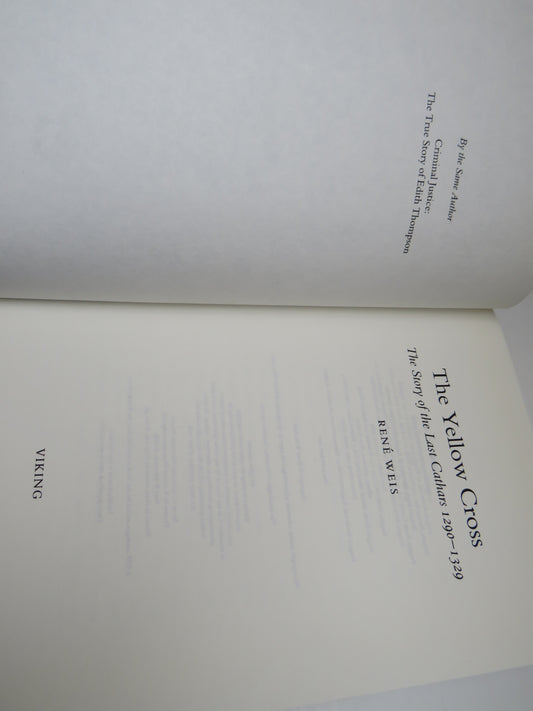 By the Same Author
Criminal Justice:
The True Story of Edith Thompson
The Yellow Cross
The Story of the Last Cathars 1290–1329
RENÉ WEIS
VIKING